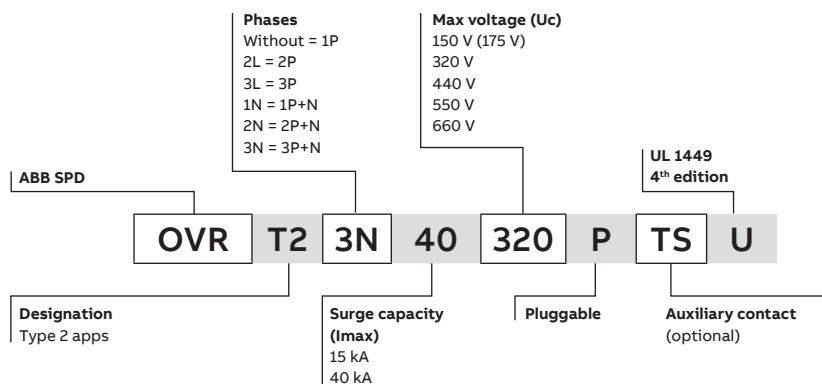 Phases
Without = 1P
2L = 2P
3L = 3P
1N = 1P+N
2N = 2P+N
3N = 3P+N
Max voltage (Uc)
150 V (175 V)
320 V
440 V
550 V
660 V
ABB SPD
UL 1449
4th edition
OVR T2 3N 40 320 P TS U
Designation
Type 2 apps
Surge capacity
(Imax)
15 kA
40 kA
Pluggable
Auxiliary contact
(optional)